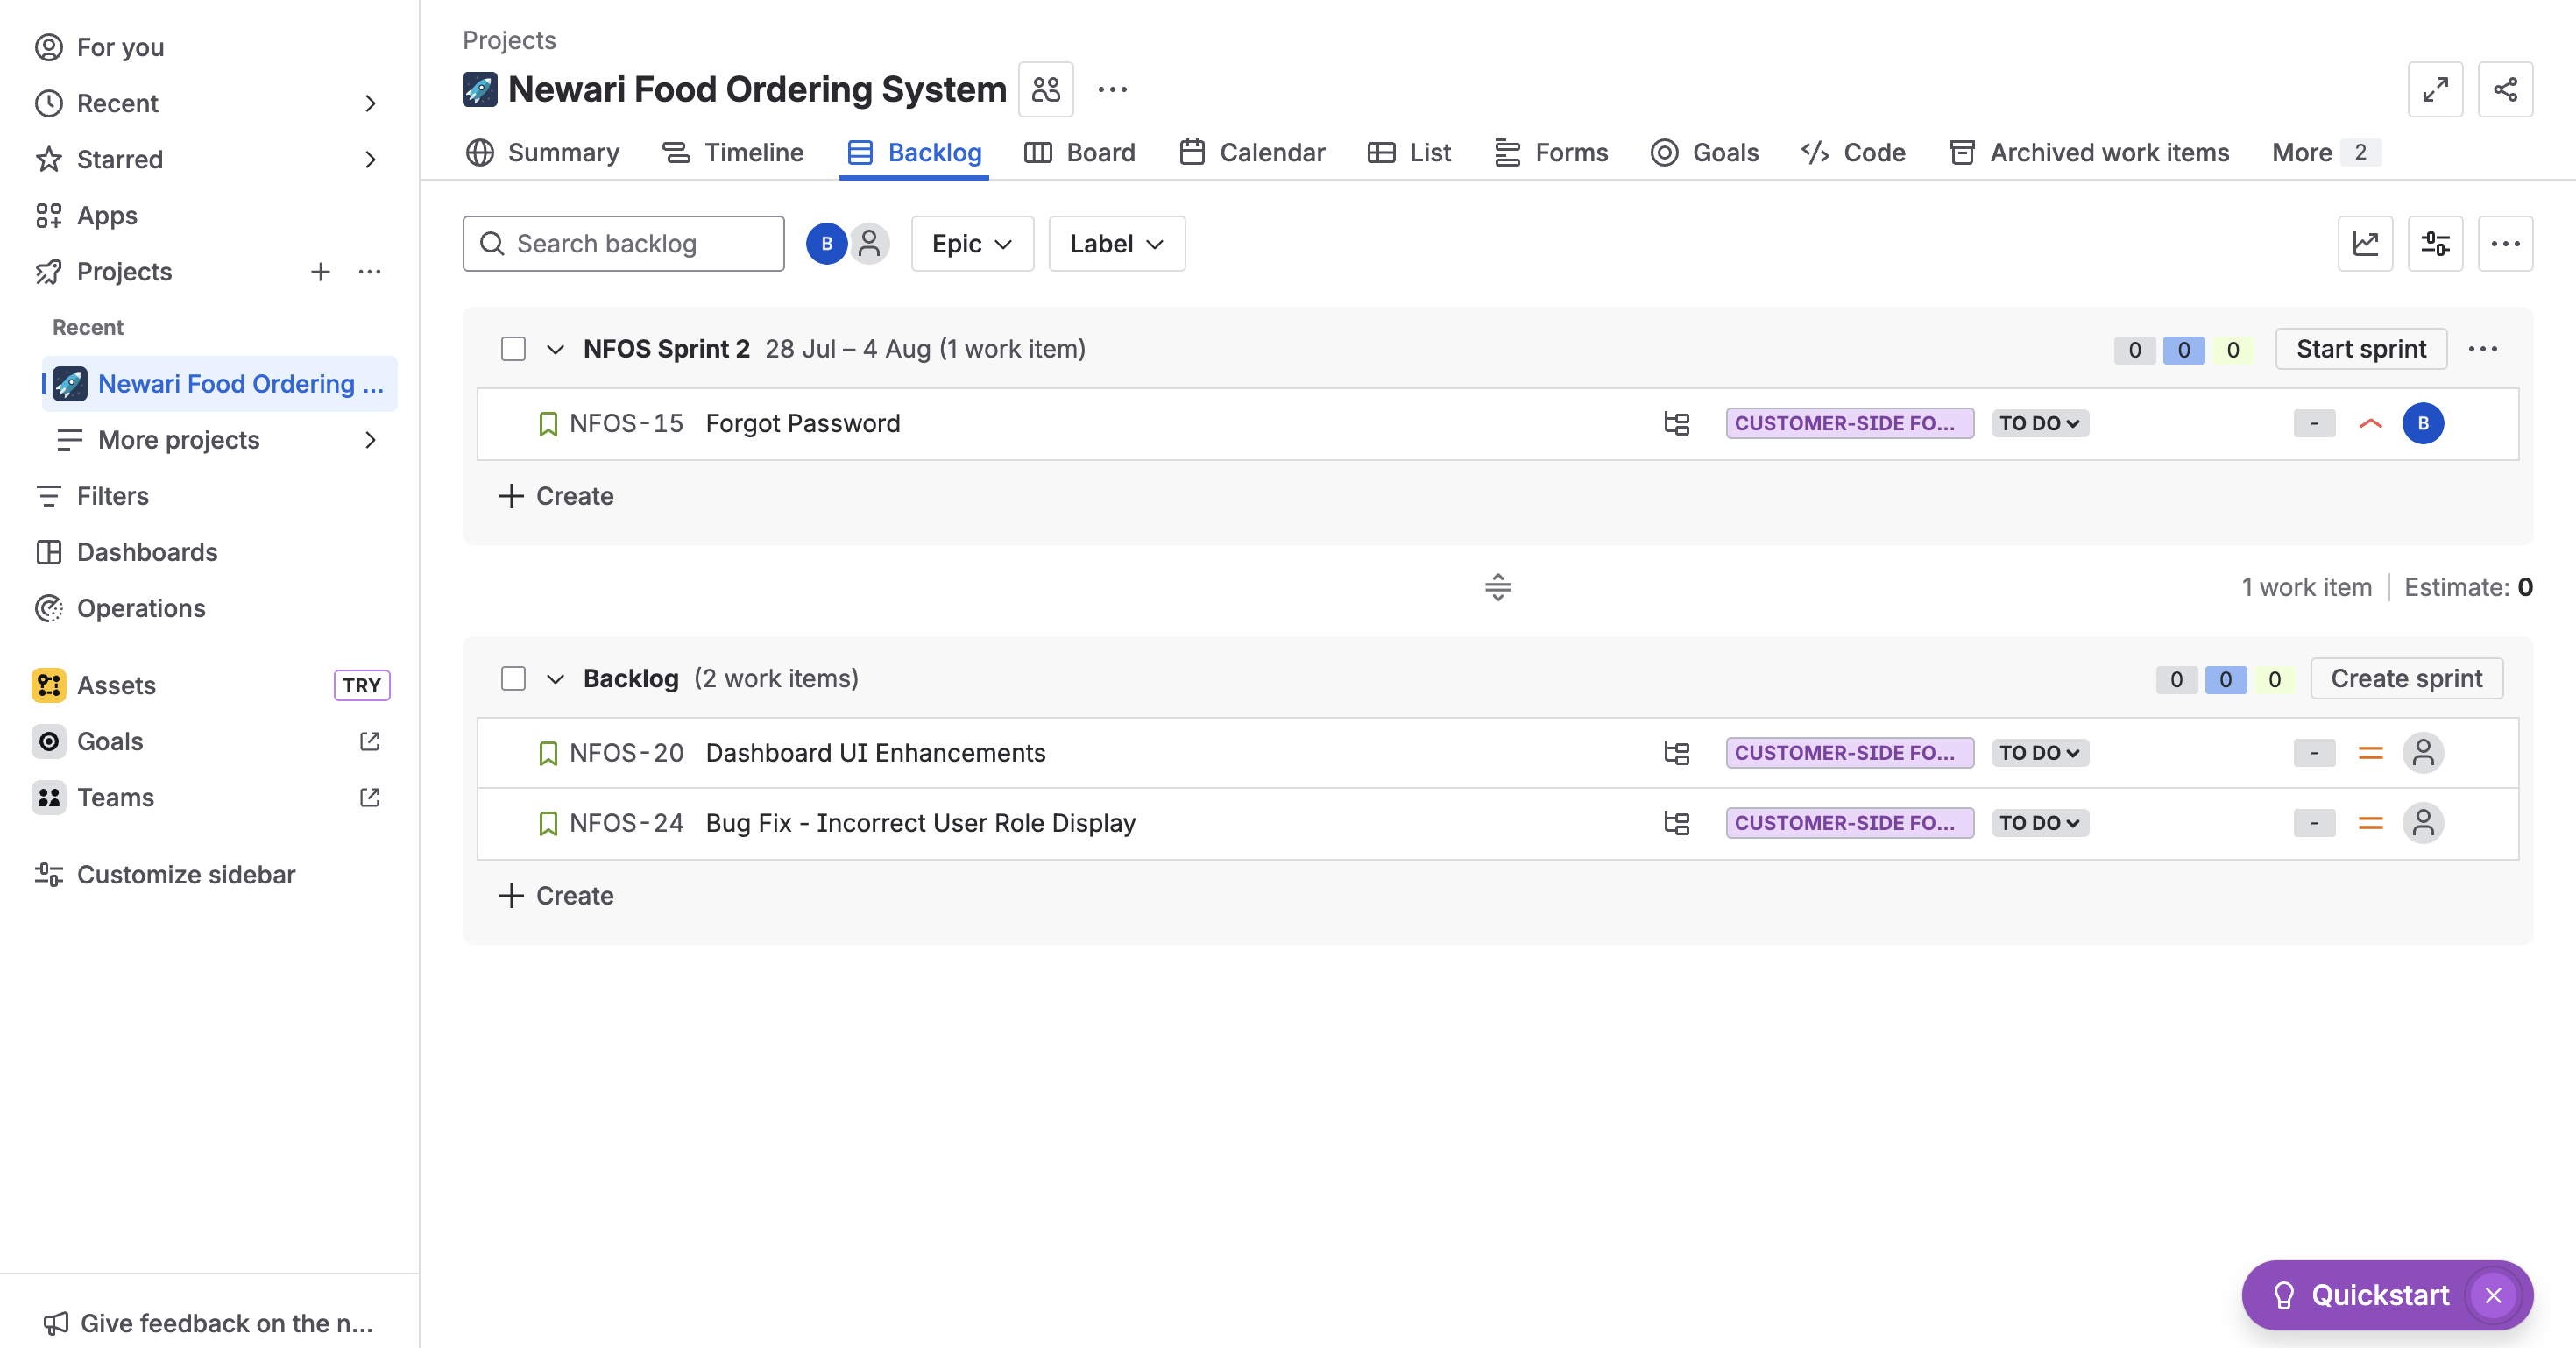 For you
Recent
Starred
Apps
Projects
Recent
Newari Food Ordering ...
More projects
Filters
Dashboards
Operations
Assets TRY
Goals
Teams
Customize sidebar
Give feedback on the n...
Projects
Newari Food Ordering System
Summary Timeline Backlog Board Calendar List Forms Goals Code Archived work items More 2
Search backlog B Epic Label
NFOS Sprint 2 28 Jul – 4 Aug (1 work item) 0 0 0 Start sprint
NFOS-15 Forgot Password CUSTOMER-SIDE FO... TO DO - B
Create
1 work item Estimate: 0
Backlog (2 work items) 0 0 0 Create sprint
NFOS-20 Dashboard UI Enhancements CUSTOMER-SIDE FO... TO DO -
NFOS-24 Bug Fix - Incorrect User Role Display CUSTOMER-SIDE FO... TO DO -
Create
Quickstart